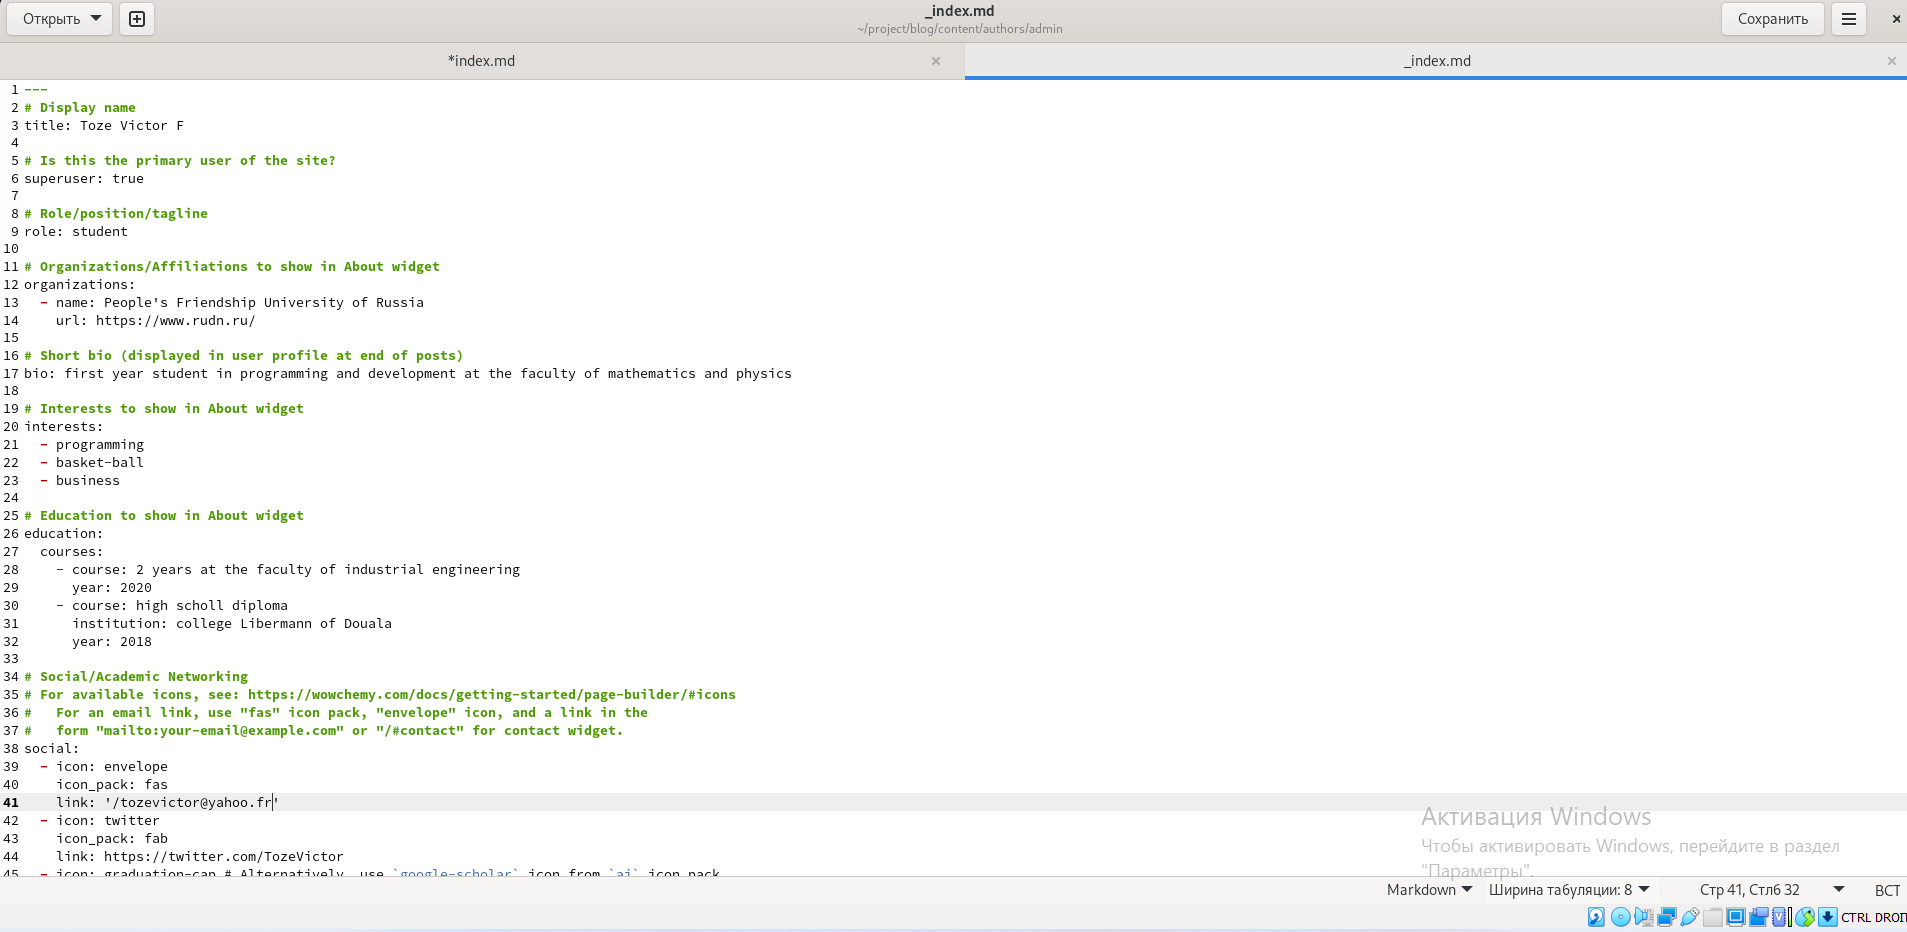 Открыть
_index.md
~/project/blog/content/authors/admin
Сохранить
*index.md
_index.md
1 ---
2 # Display name
3 title: Toze Victor F
4
5 # Is this the primary user of the site?
6 superuser: true
7
8 # Role/position/tagline
9 role: student
10
11 # Organizations/Affiliations to show in About widget
12 organizations:
13   - name: People's Friendship University of Russia
14     url: https://www.rudn.ru/
15
16 # Short bio (displayed in user profile at end of posts)
17 bio: first year student in programming and development at the faculty of mathematics and physics
18
19 # Interests to show in About widget
20 interests:
21   - programming
22   - basket-ball
23   - business
24
25 # Education to show in About widget
26 education:
27   courses:
28     - course: 2 years at the faculty of industrial engineering
29       year: 2020
30     - course: high scholl diploma
31       institution: college Libermann of Douala
32       year: 2018
33
34 # Social/Academic Networking
35 # For available icons, see: https://wowchemy.com/docs/getting-started/page-builder/#icons
36 #   For an email link, use "fas" icon pack, "envelope" icon, and a link in the
37 #   form "mailto:your-email@example.com" or "/#contact" for contact widget.
38 social:
39   - icon: envelope
40     icon_pack: fas
41     link: '/tozevictor@yahoo.fr'
42   - icon: twitter
43     icon_pack: fab
44     link: https://twitter.com/TozeVictor
45   - icon: graduation-cap # Alternatively, use `google-scholar` icon from `ai` icon pack
Активация Windows
Чтобы активировать Windows, перейдите в раздел
"Параметры".
Markdown Ширина табуляции: 8 Стр 41, Стлб 32 ВСТ
CTRL DROIT